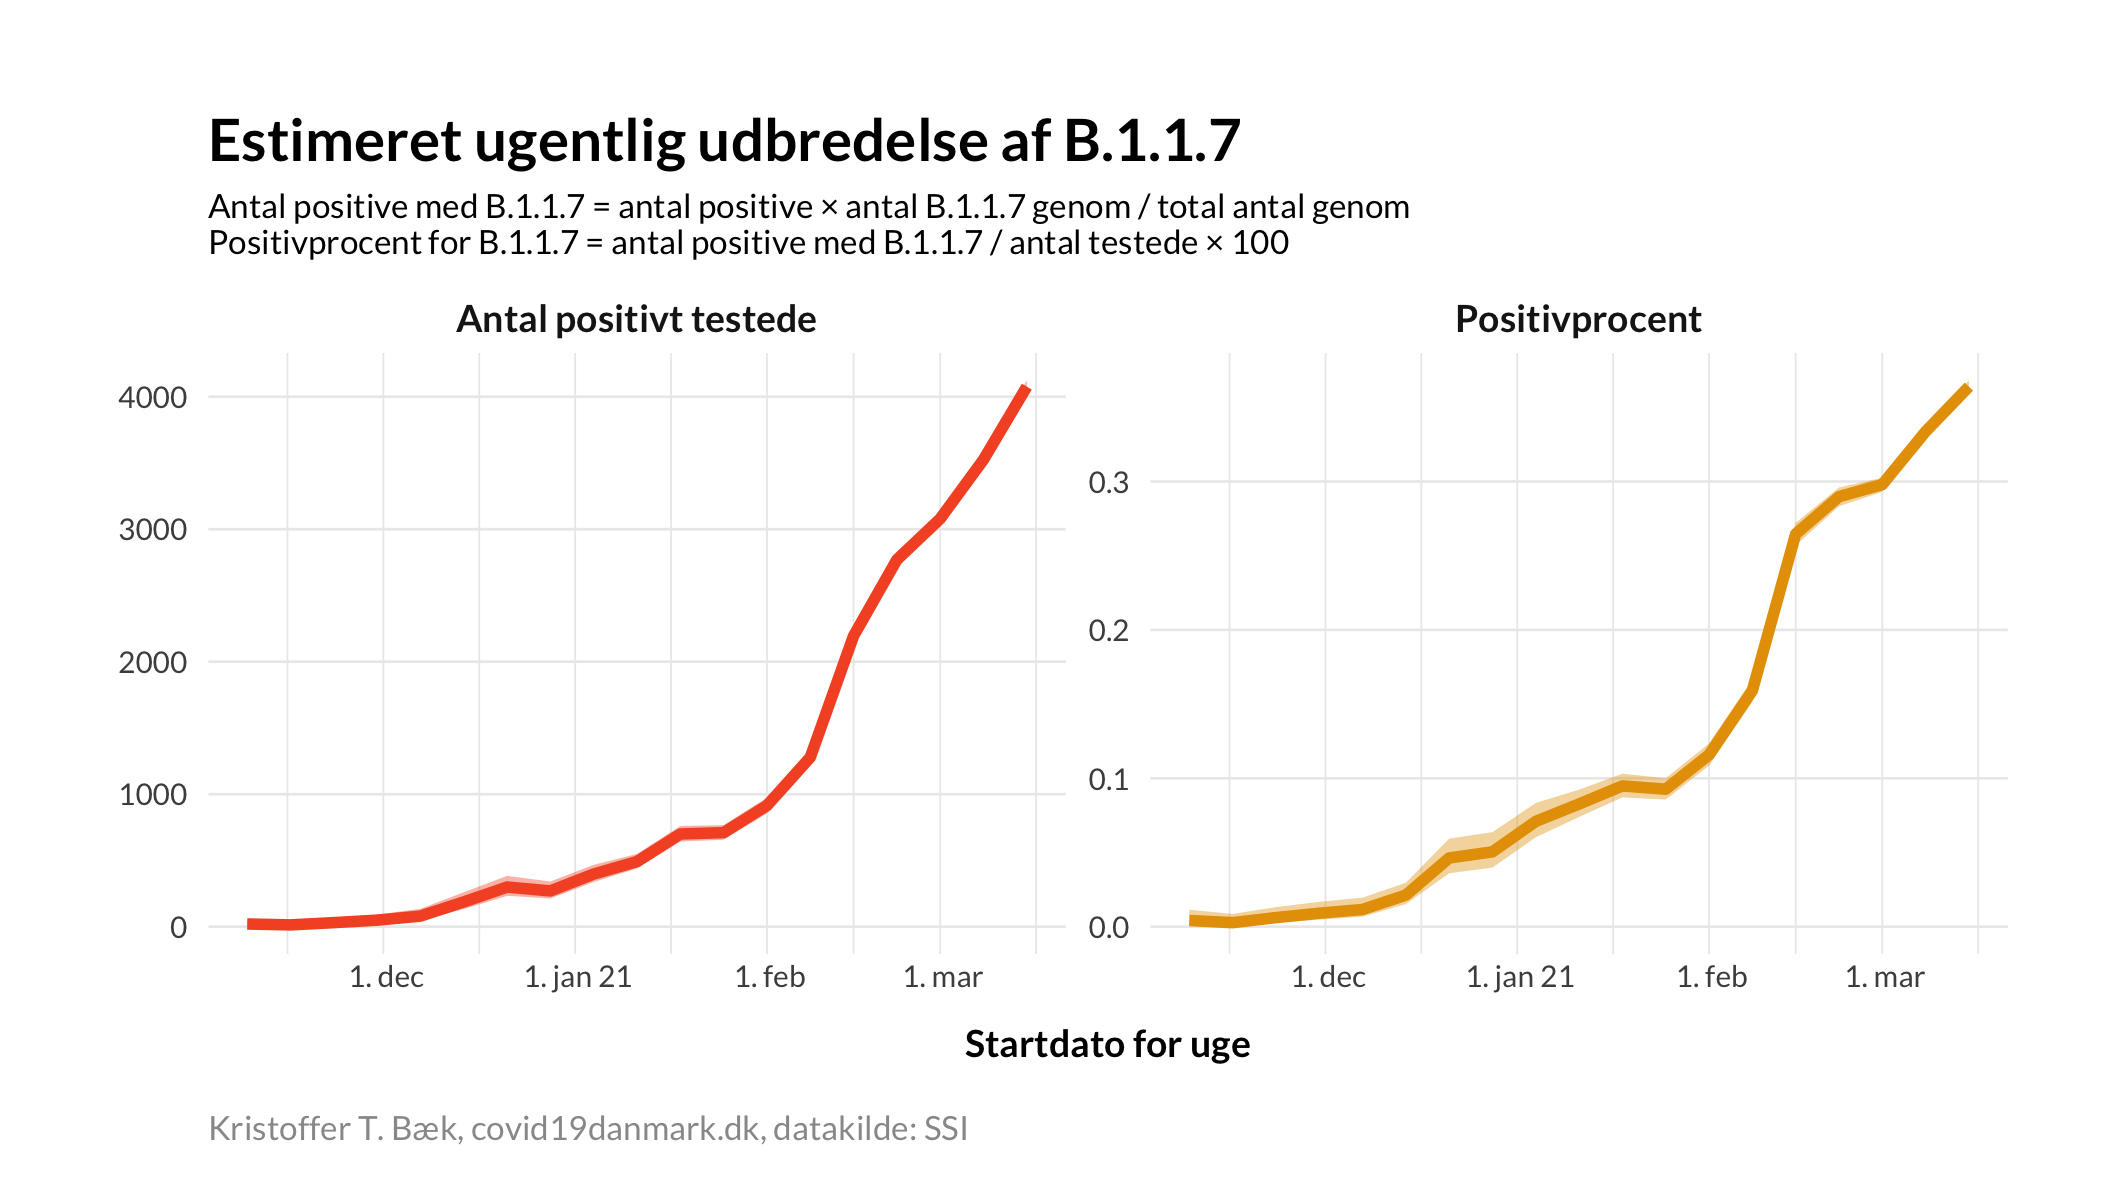 Estimeret ugentlig udbredelse af B.1.1.7
Antal positive med B.1.1.7 = antal positive × antal B.1.1.7 genom / total antal genom
Positivprocent for B.1.1.7 = antal positive med B.1.1.7 / antal testede × 100
Antal positivt testede
4000
3000
2000
1000
0
1. dec
1. jan 21
1. feb
1. mar
Positivprocent
0.3
0.2
0.1
0.0
1. dec
1. jan 21
1. feb
1. mar
Startdato for uge
Kristoffer T. Bæk, covid19danmark.dk, datakilde: SSI